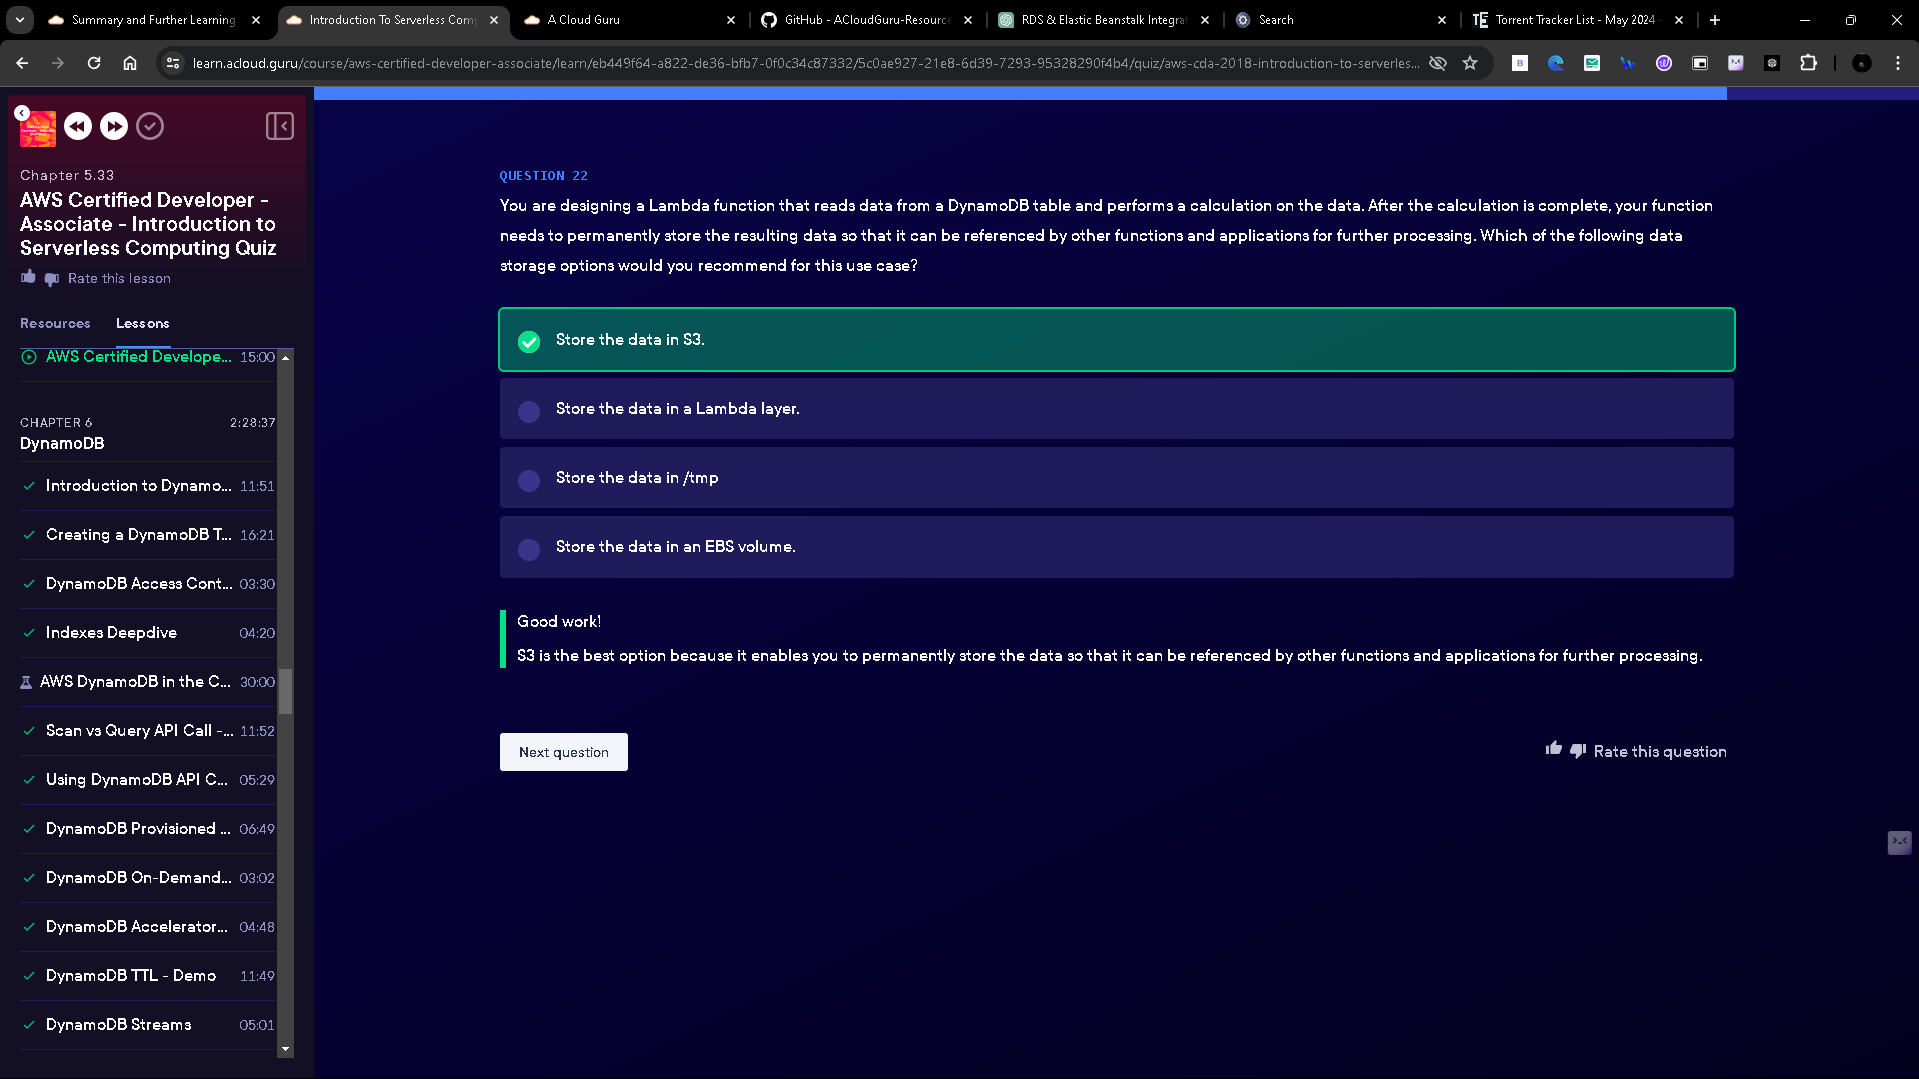 Summary and Further Learning
Introduction To Serverless Comp
A Cloud Guru
GitHub - ACloudGuru-Resource
RDS & Elastic Beanstalk Integrat
Search
Torrent Tracker List - May 2024 -
learn.acloud.guru/course/aws-certified-developer-associate/learn/eb449f64-a822-de36-bfb7-0f0c34c87332/5c0ae927-21e8-6d39-7293-95328290f4b4/quiz/aws-cda-2018-introduction-to-serverles...
Chapter 5.33
AWS Certified Developer -
Associate - Introduction to
Serverless Computing Quiz
Rate this lesson
Resources
Lessons
AWS Certified Develope... 15:00
CHAPTER 6 2:28:37
DynamoDB
Introduction to Dynamo... 11:51
Creating a DynamoDB T... 16:21
DynamoDB Access Cont... 03:30
Indexes Deepdive 04:20
AWS DynamoDB in the C... 30:00
Scan vs Query API Call -... 11:52
Using DynamoDB API C... 05:29
DynamoDB Provisioned ... 06:49
DynamoDB On-Demand... 03:02
DynamoDB Accelerator... 04:48
DynamoDB TTL - Demo 11:49
DynamoDB Streams 05:01
QUESTION 22
You are designing a Lambda function that reads data from a DynamoDB table and performs a calculation on the data. After the calculation is complete, your function
needs to permanently store the resulting data so that it can be referenced by other functions and applications for further processing. Which of the following data
storage options would you recommend for this use case?
Store the data in S3.
Store the data in a Lambda layer.
Store the data in /tmp
Store the data in an EBS volume.
Good work!
S3 is the best option because it enables you to permanently store the data so that it can be referenced by other functions and applications for further processing.
Next question
Rate this question